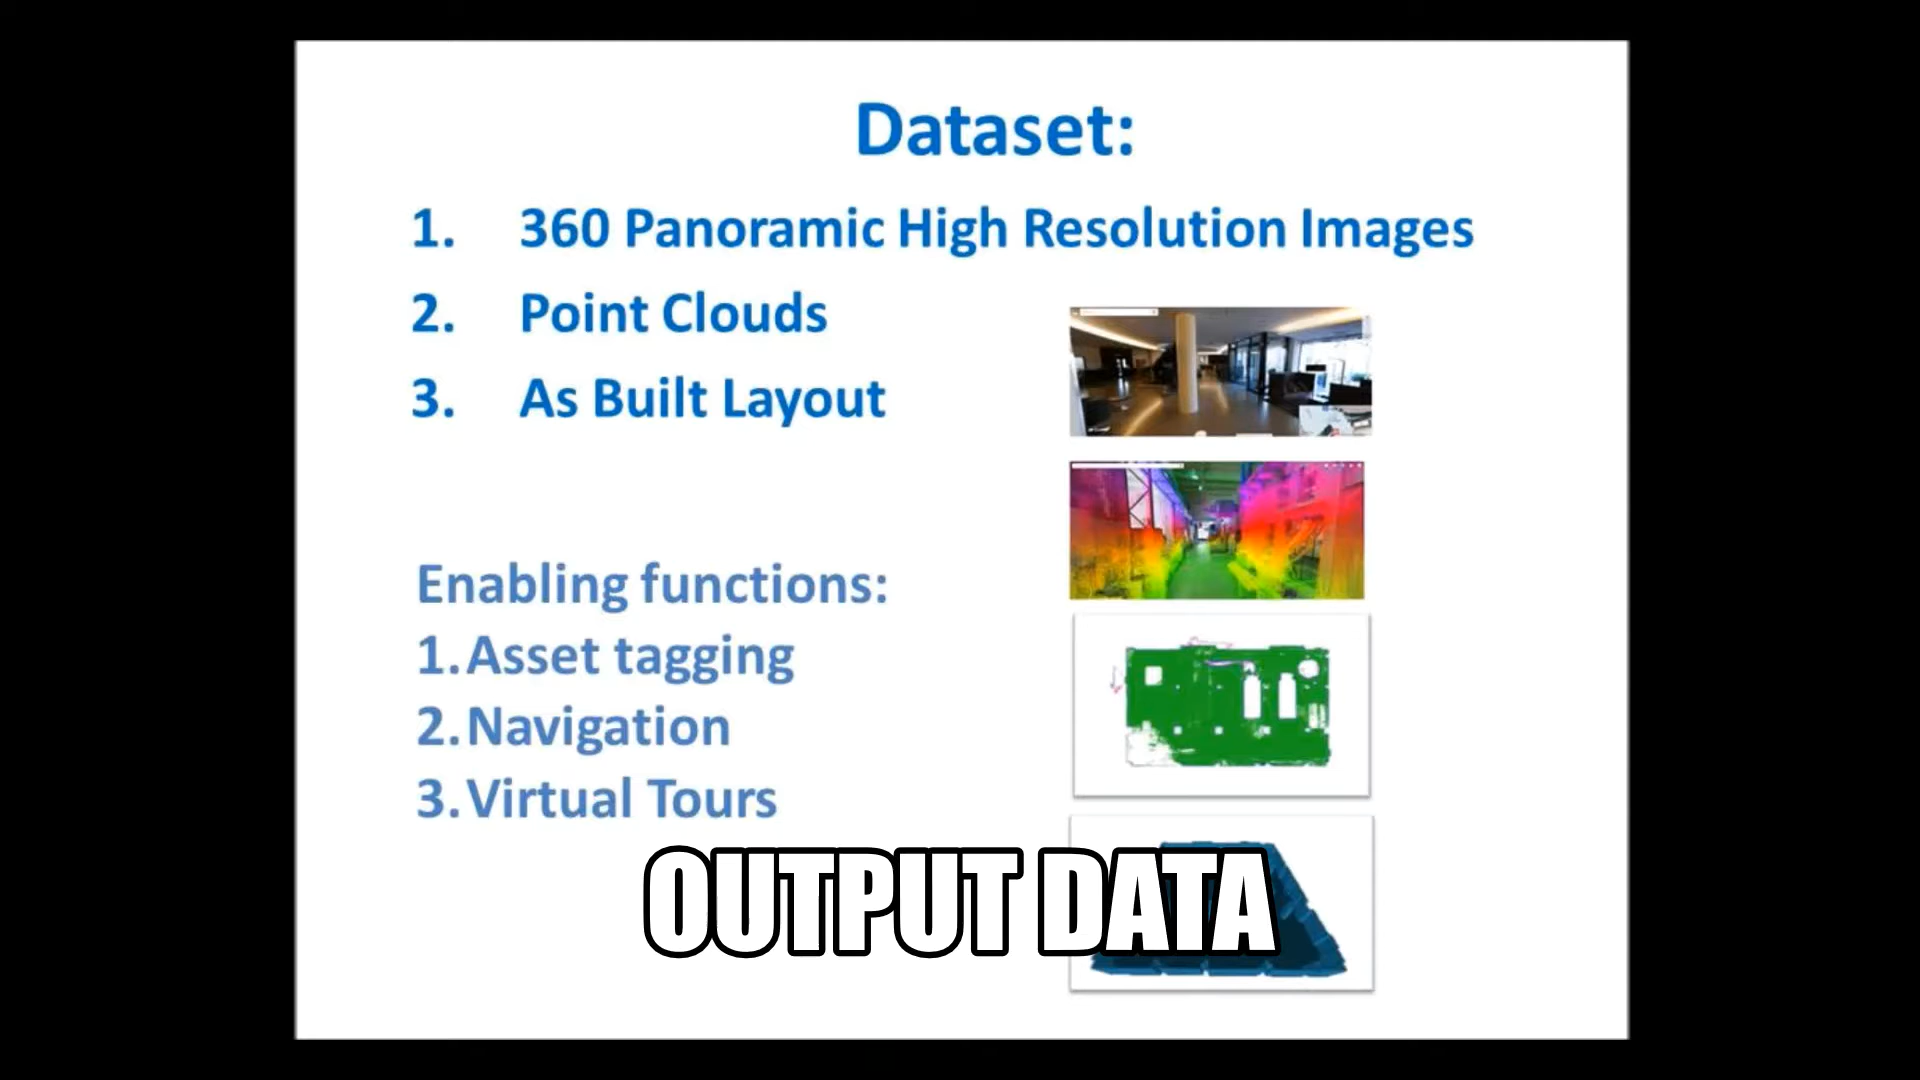 Dataset:
1. 360 Panoramic High Resolution Images
2. Point Clouds
3. As Built Layout
Enabling functions:
1. Asset tagging
2. Navigation
3. Virtual Tours
OUTPUT DATA